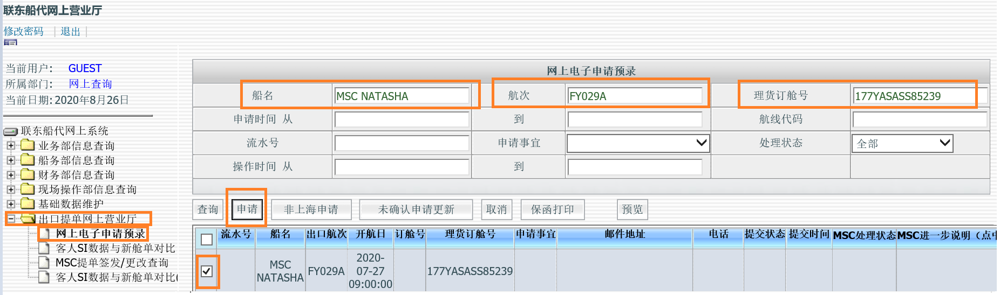 联东船代网上营业厅
修改密码 | 退出 |
当前用户: GUEST
所属部门: 网上查询
当前日期: 2020年8月26日
联东船代网上系统
业务部信息查询
船务部信息查询
财务部信息查询
现场操作部信息查询
基础数据维护
出口提单网上营业厅
网上电子申请预录
客人SI数据与新舱单对比
MSC提单签发/更改查询
客人SI数据与新舱单对比(
网上电子申请预录
船名 MSC NATASHA 航次 FY029A 理货订舱号 177YASASS85239
申请时间 从 到 航线代码
流水号 申请事宜 处理状态 全部
操作时间 从 到
查询 申请 非上海申请 未确认申请更新 取消 保函打印 预览
流水号 船名 出口航次 开航日 订舱号 理货订舱号 申请事宜 邮件地址 电话 提交状态 提交时间 MSC处理状态 MSC进一步说明（点中
MSC NATASHA FY029A 2020-07-27 09:00:00 177YASASS85239